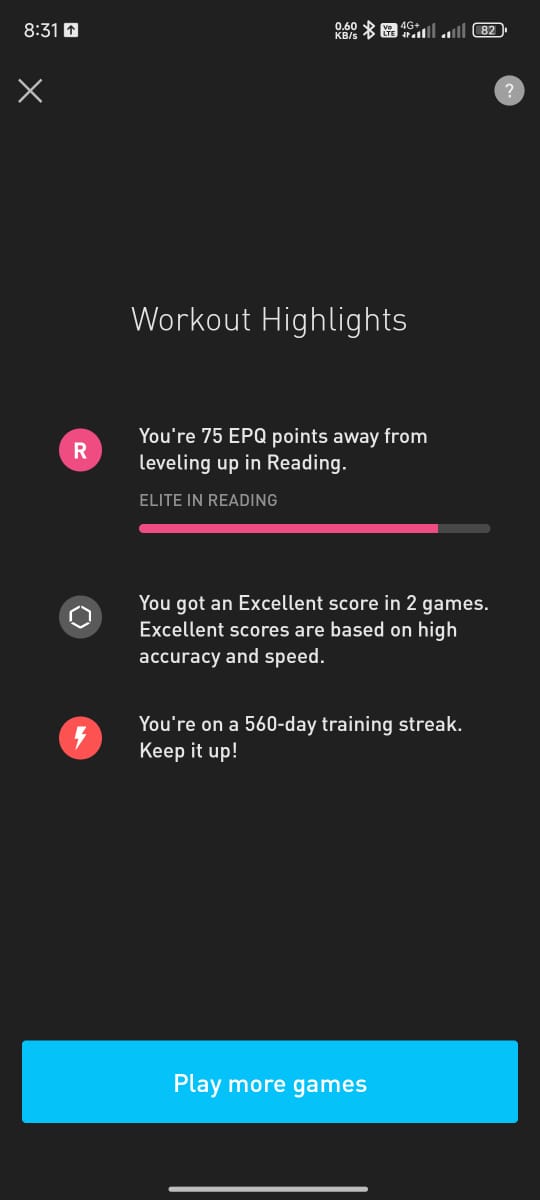 8:31
0.60
KB/s
Vo
LTE
4G+
82
?
Workout Highlights
R
You're 75 EPQ points away from
leveling up in Reading.
ELITE IN READING
You got an Excellent score in 2 games.
Excellent scores are based on high
accuracy and speed.
You're on a 560-day training streak.
Keep it up!
Play more games